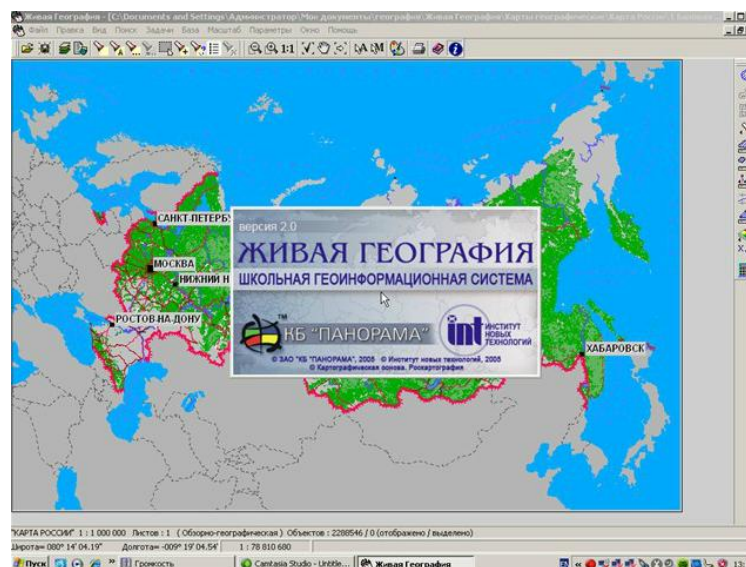 Живая География - [C:\Documents and Settings\Администратор\Мои документы\география\Живая География\Карты географические\Карта России\
Файл Правка Вид Поиск Задачи База Масштаб Параметры Окно Помощь
1:1
САНКТ-ПЕТЕРБУ
МОСКВА
НИЖНИЙ Н
РОСТОВ-НА-ДОНУ
ХАБАРОВСК
версия 2.0
ЖИВАЯ ГЕОГРАФИЯ
ШКОЛЬНАЯ ГЕОИНФОРМАЦИОННАЯ СИСТЕМА
КБ "ПАНОРАМА"
TM
int
ИНСТИТУТ
НОВЫХ
ТЕХНОЛОГИЙ
© ЗАО "КБ "ПАНОРАМА", 2005 © Институт новых технологий, 2005
© Картографическая основа, Роскартография
"КАРТА РОССИИ" 1 : 1 000 000 Листов : 1 ( Обзорно-географическая ) Объектов : 2288546 / 0 (отображено / выделено)
Широта= 080° 14' 04.19" Долгота= -009° 19' 04.54" 1 : 78 810 680
Пуск
Громкость
Camtasia Studio - Untitle...
Живая География
13: